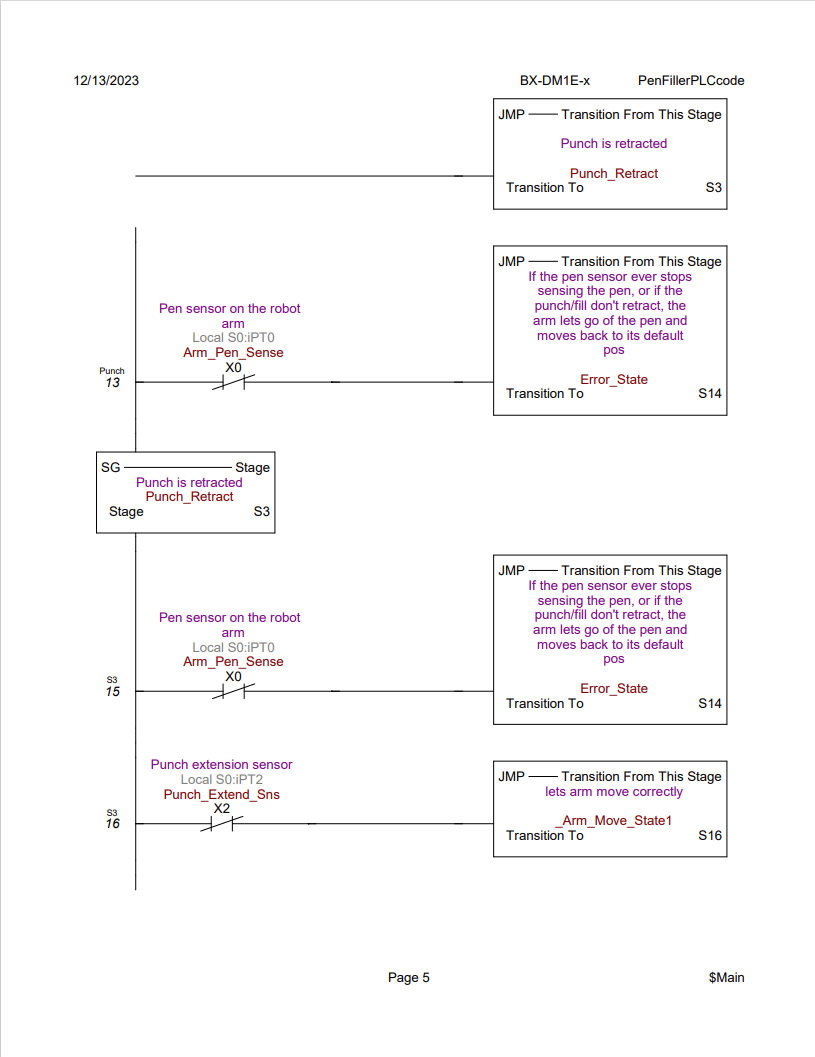 12/13/2023 BX-DM1E-x PenFillerPLCcode
JMP Transition From This Stage
Punch is retracted
Punch_Retract
Transition To S3
JMP Transition From This Stage
If the pen sensor ever stops
sensing the pen, or if the
punch/fill don't retract, the
arm lets go of the pen and
moves back to its default
pos
Error_State
Transition To S14
Pen sensor on the robot
arm
Local S0:iPT0
Arm_Pen_Sense
X0
Punch
13
SG Stage
Punch is retracted
Punch_Retract
Stage S3
JMP Transition From This Stage
If the pen sensor ever stops
sensing the pen, or if the
punch/fill don't retract, the
arm lets go of the pen and
moves back to its default
pos
Error_State
Transition To S14
Pen sensor on the robot
arm
Local S0:iPT0
Arm_Pen_Sense
X0
S3
15
Punch extension sensor
Local S0:iPT2
Punch_Extend_Sns
X2
S3
16
JMP Transition From This Stage
lets arm move correctly
_Arm_Move_State1
Transition To S16
Page 5 $Main